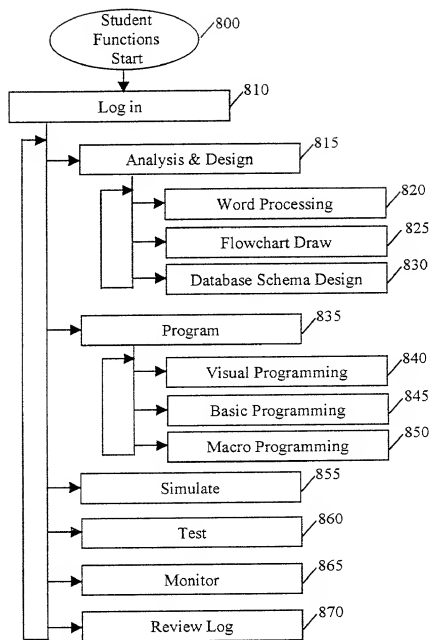 Student
Functions
Start
800
Log in
810
Analysis & Design
815
Word Processing
820
Flowchart Draw
825
Database Schema Design
830
Program
835
Visual Programming
840
Basic Programming
845
Macro Programming
850
Simulate
855
Test
860
Monitor
865
Review Log
870